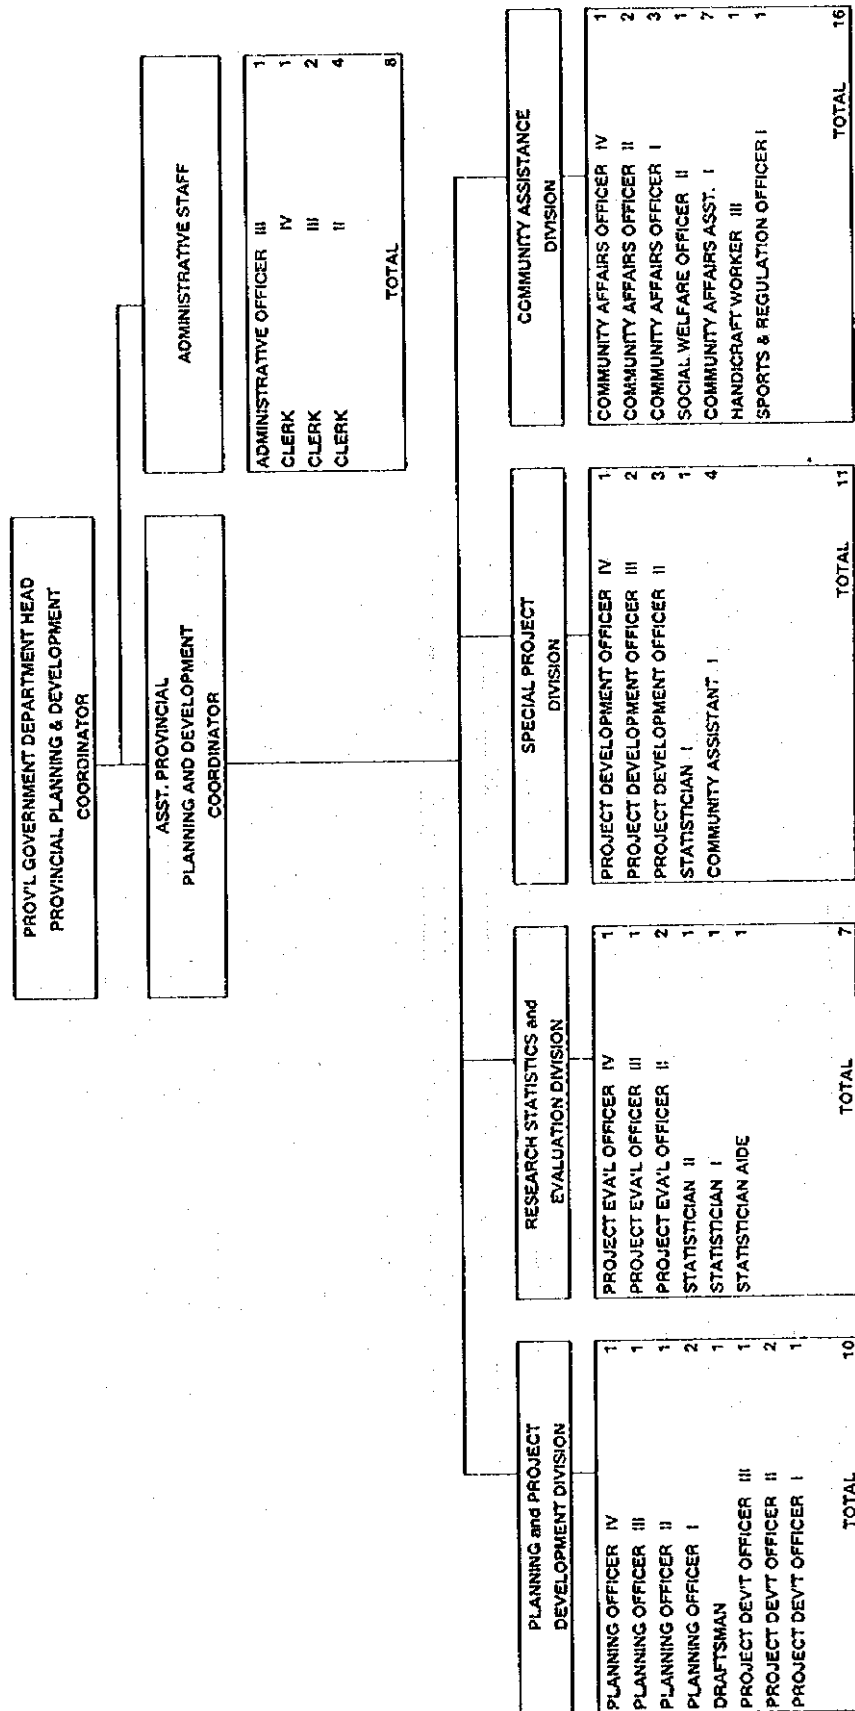 PROV'L GOVERNMENT DEPARTMENT HEAD
PROVINCIAL PLANNING & DEVELOPMENT
COORDINATOR
ADMINISTRATIVE STAFF
ASST. PROVINCIAL
PLANNING AND DEVELOPMENT
COORDINATOR
ADMINISTRATIVE OFFICER III 1
CLERK IV 1
CLERK III 2
CLERK II 4
TOTAL 8
PLANNING and PROJECT
DEVELOPMENT DIVISION
PLANNING OFFICER IV 1
PLANNING OFFICER III 1
PLANNING OFFICER II 1
PLANNING OFFICER I 2
DRAFTSMAN 1
PROJECT DEV'T OFFICER III 1
PROJECT DEV'T OFFICER II 2
PROJECT DEV'T OFFICER I 1
TOTAL 10
RESEARCH STATISTICS and
EVALUATION DIVISION
PROJECT EVA'L OFFICER IV 1
PROJECT EVA'L OFFICER III 1
PROJECT EVA'L OFFICER II 2
STATISTICIAN II 1
STATISTICIAN I 1
STATISTICIAN AIDE 1
TOTAL 7
SPECIAL PROJECT
DIVISION
PROJECT DEVELOPMENT OFFICER IV 1
PROJECT DEVELOPMENT OFFICER III 2
PROJECT DEVELOPMENT OFFICER II 3
STATISTICIAN I 1
COMMUNITY ASSISTANT I 4
TOTAL 11
COMMUNITY ASSISTANCE
DIVISION
COMMUNITY AFFAIRS OFFICER IV 1
COMMUNITY AFFAIRS OFFICER II 2
COMMUNITY AFFAIRS OFFICER I 3
SOCIAL WELFARE OFFICER II 1
COMMUNITY AFFAIRS ASST. I 7
HANDICRAFT WORKER III 1
SPORTS & REGULATION OFFICER I 1
TOTAL 16